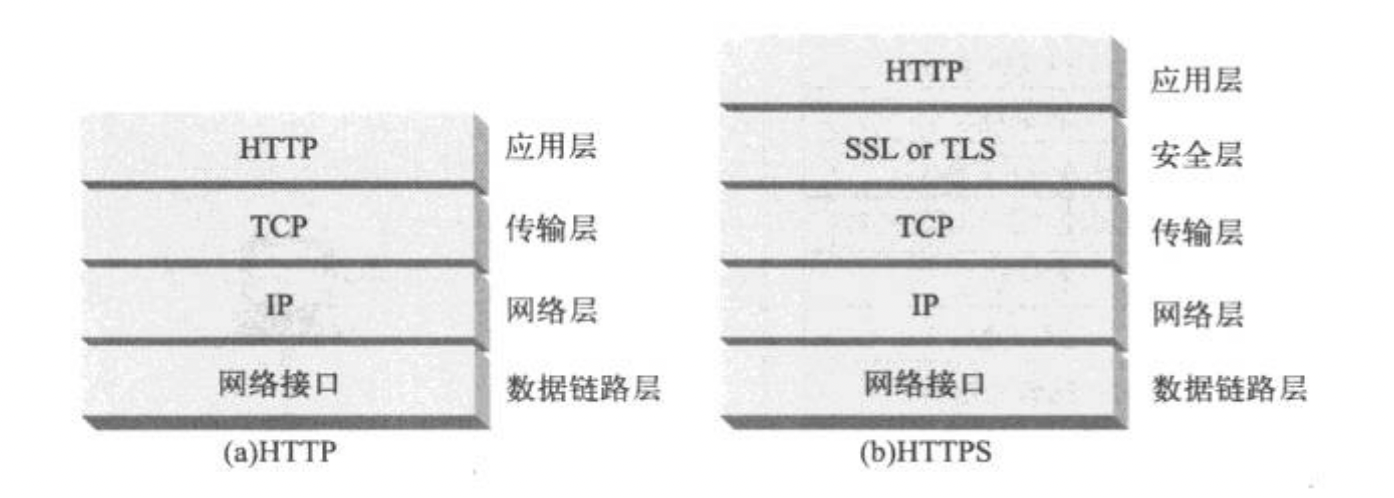 HTTP 应用层
TCP 传输层
IP 网络层
网络接口 数据链路层
(a)HTTP
HTTP 应用层
SSL or TLS 安全层
TCP 传输层
IP 网络层
网络接口 数据链路层
(b)HTTPS